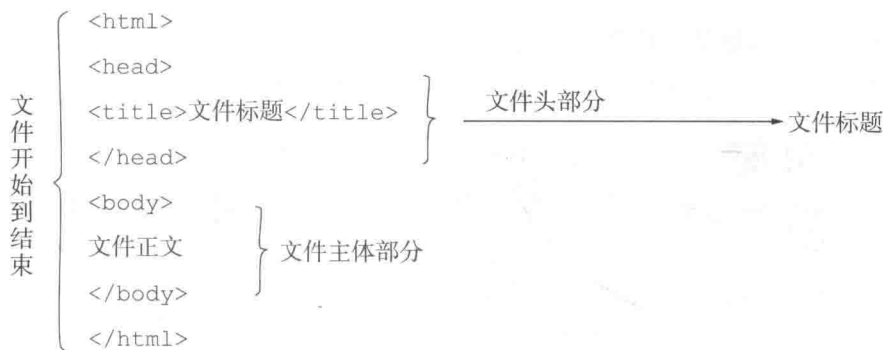 文件开始到结束
<html>
<head>
<title>文件标题</title>
</head>
<body>
文件正文
</body>
</html>
文件头部分
文件标题
文件主体部分